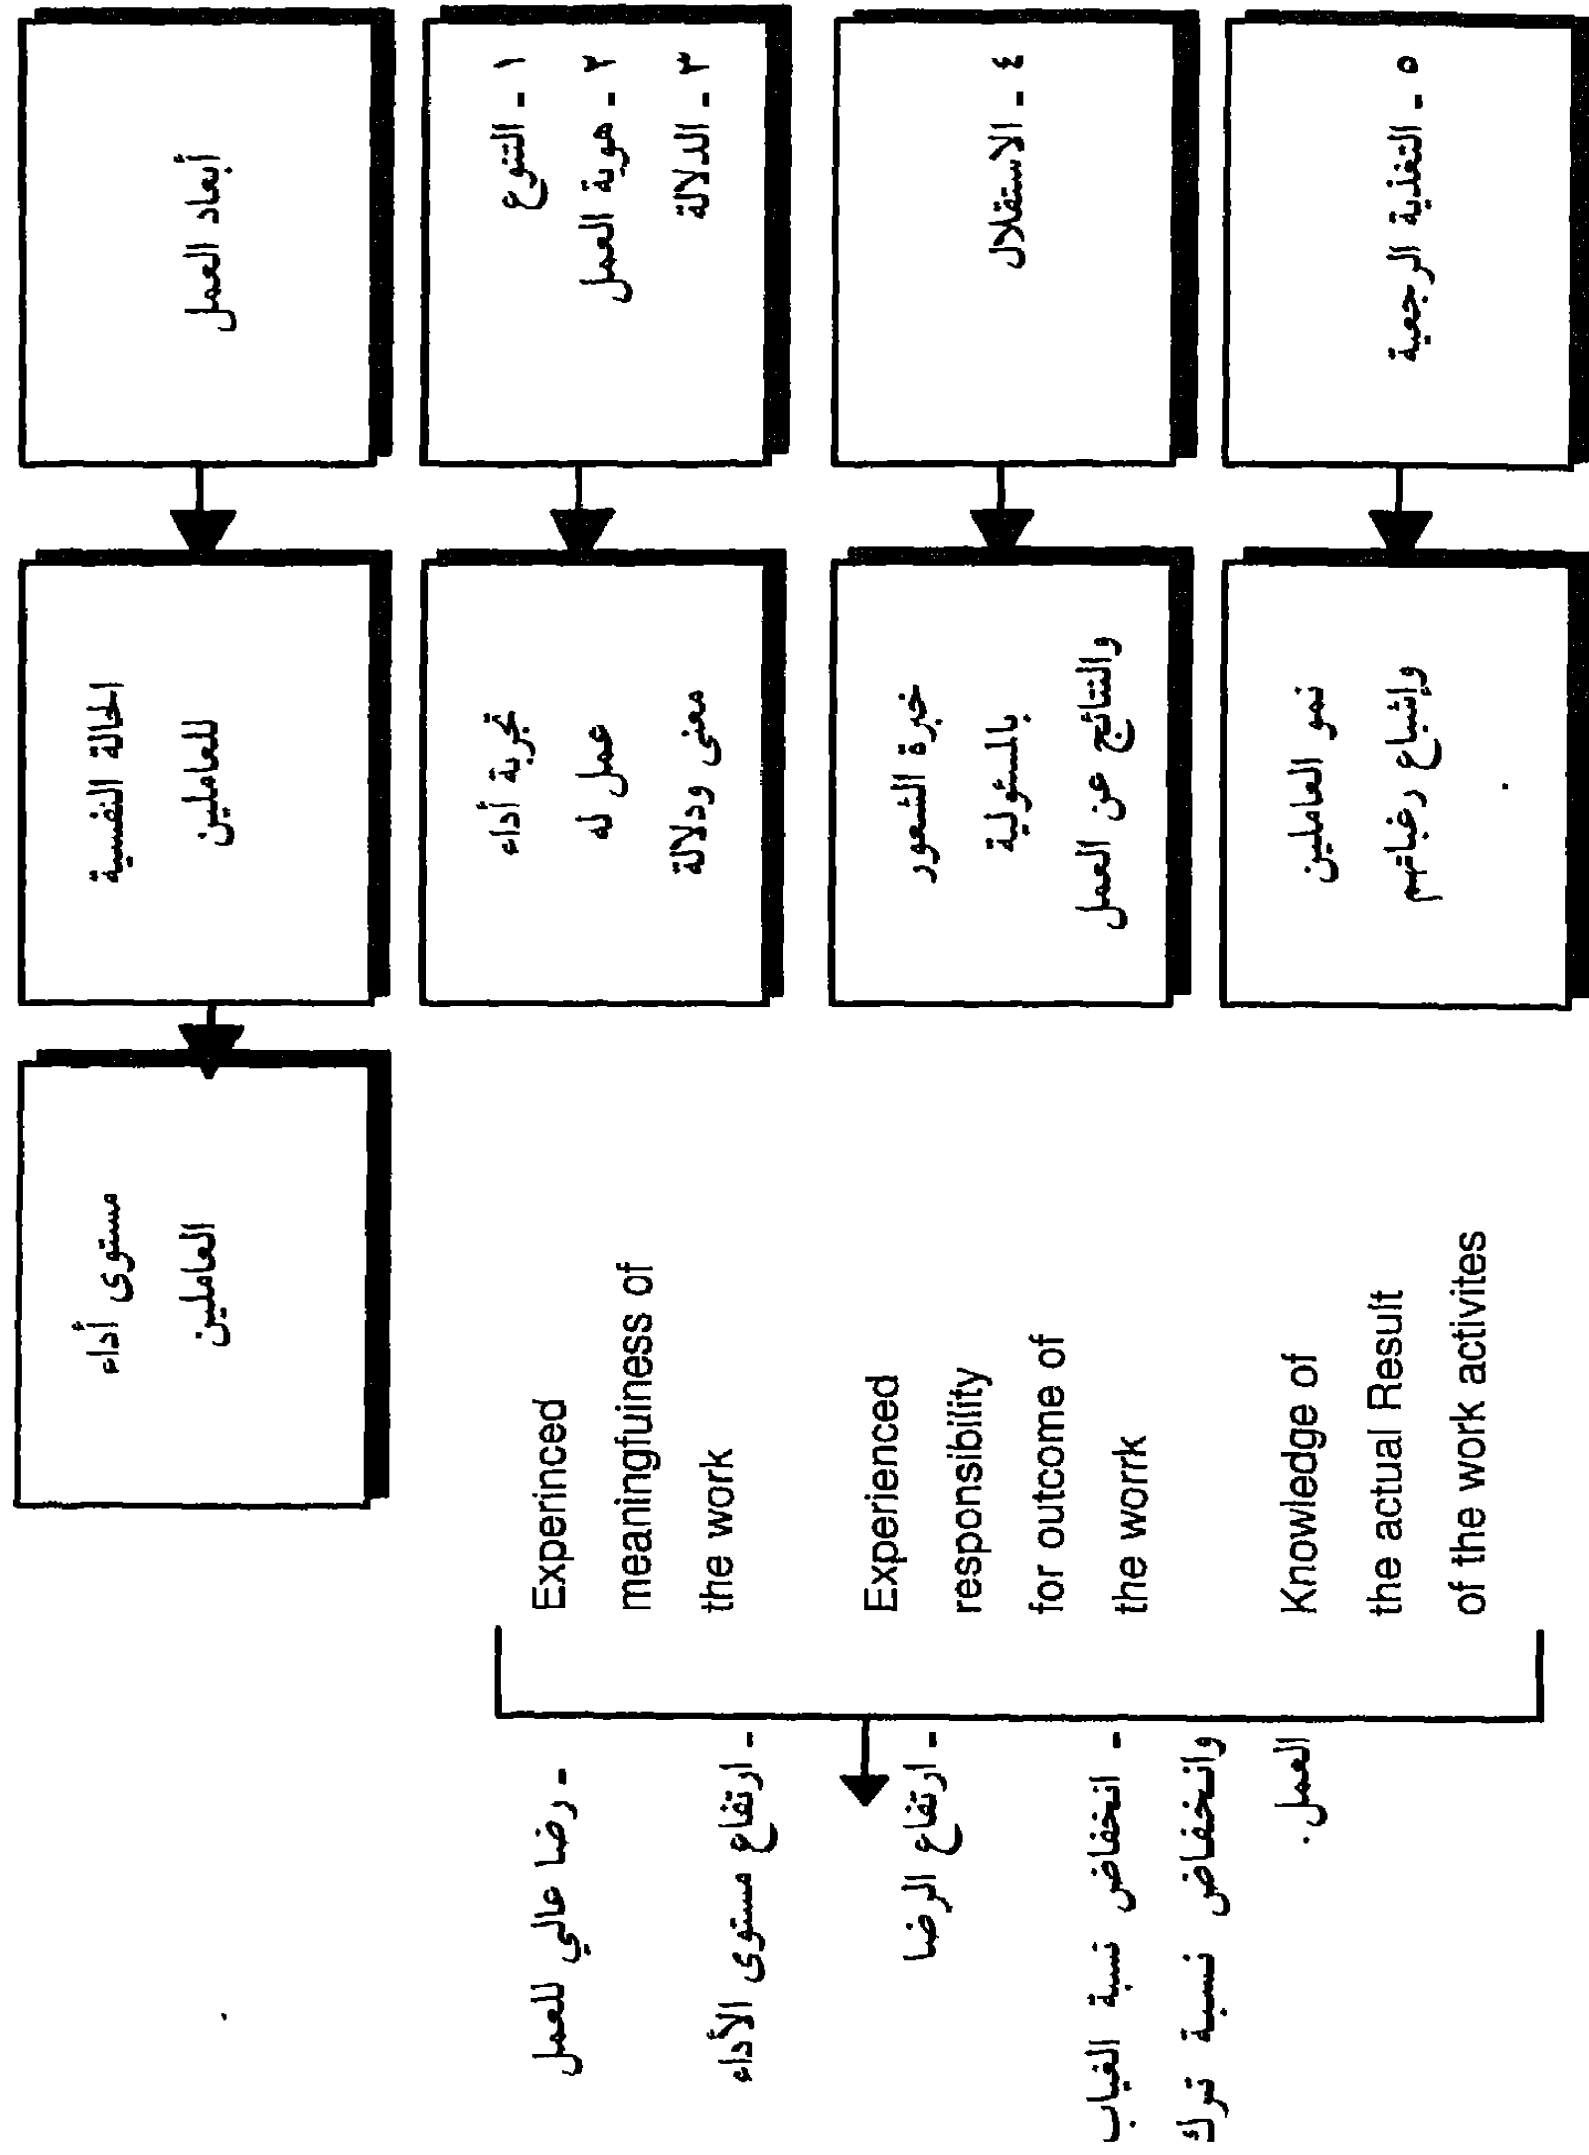 أبعاد العمل
الحالة النفسية
للعاملين
مستوى أداء
العاملين
١ - التنوع
٢ - هوية العمل
٣ - الدلالة
تجربة أداء
عمل له
معنى ودلالة
٤ - الاستقلال
خبرة الشعور
بالمسئولية
والنتائج عن العمل
٥ - التغذية الرجعية
نمو العاملين
وإشباع رغباتهم
Experinced
meaningfuiness of
the work
Experienced
responsibility
for outcome of
the worrk
Knowledge of
the actual Result
of the work activites
- رضا عالي للعمل
- ارتفاع مستوى الأداء
- ارتفاع الرضا
- انخفاض نسبة الغياب
وانخفاض نسبة ترك
العمل.